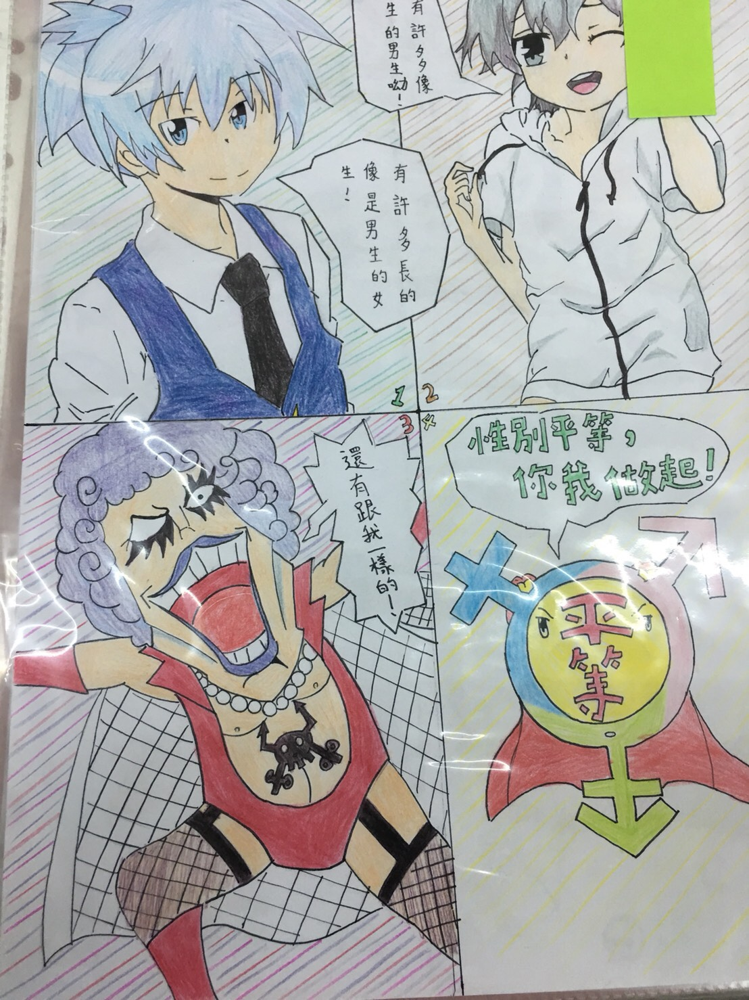 有許多長的
像是男生的女
生!
1
有許多像
生的男生呦!
2
還有跟我一樣的!
3
4
性別平等,
你我做起!
平等